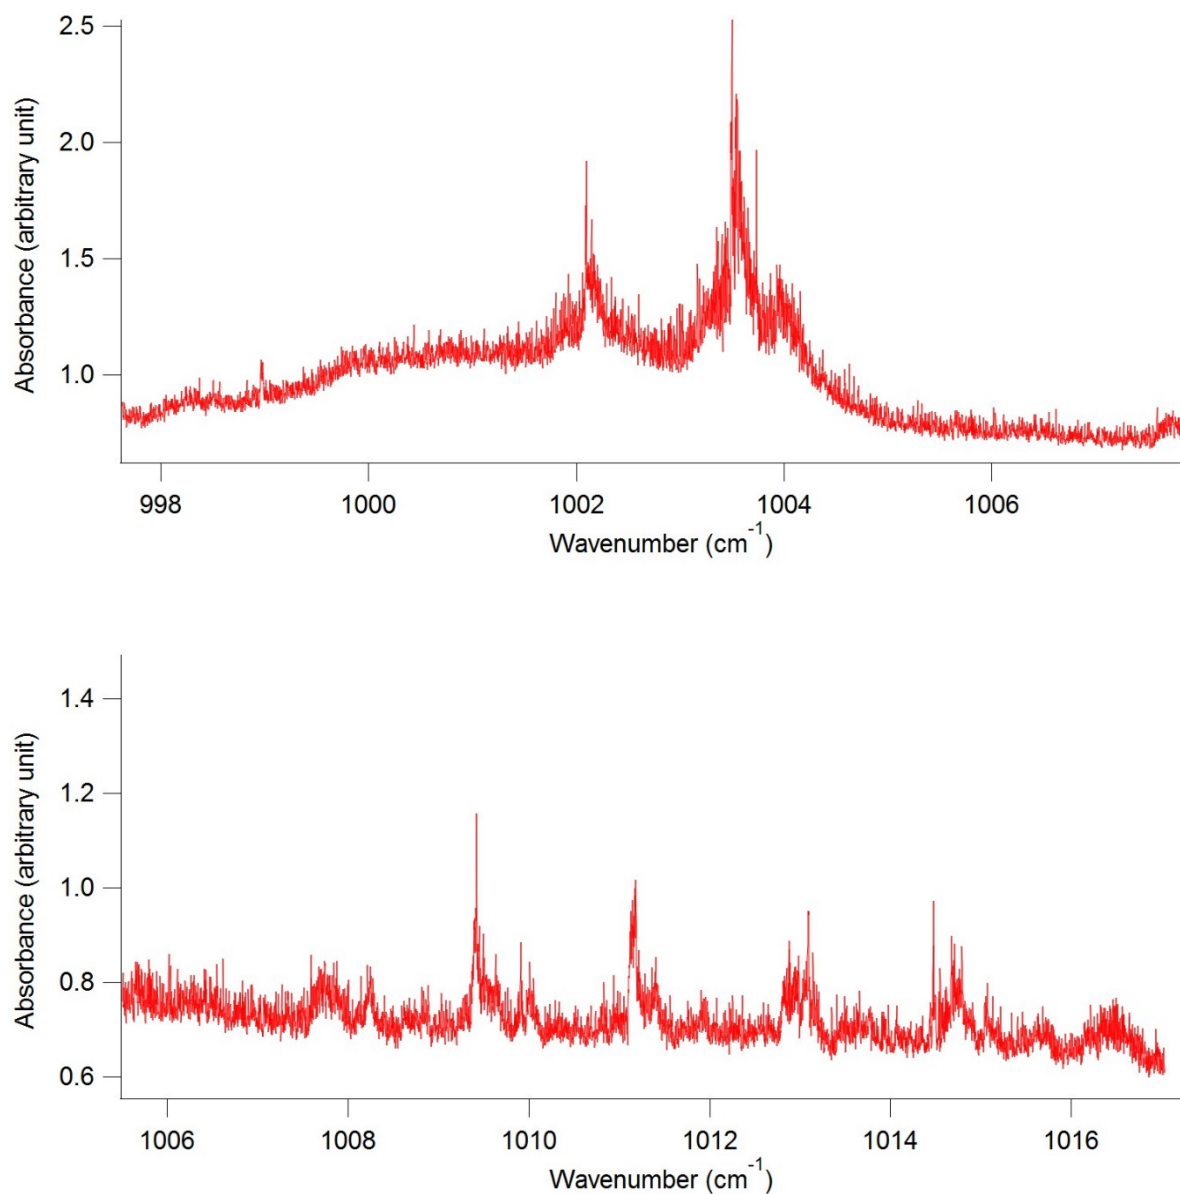 2.5
2.0
1.5
1.0
Absorbance (arbitrary unit)
998 1000 1002 1004 1006
Wavenumber (cm-1)
1.4
1.2
1.0
0.8
0.6
Absorbance (arbitrary unit)
1006 1008 1010 1012 1014 1016
Wavenumber (cm-1)